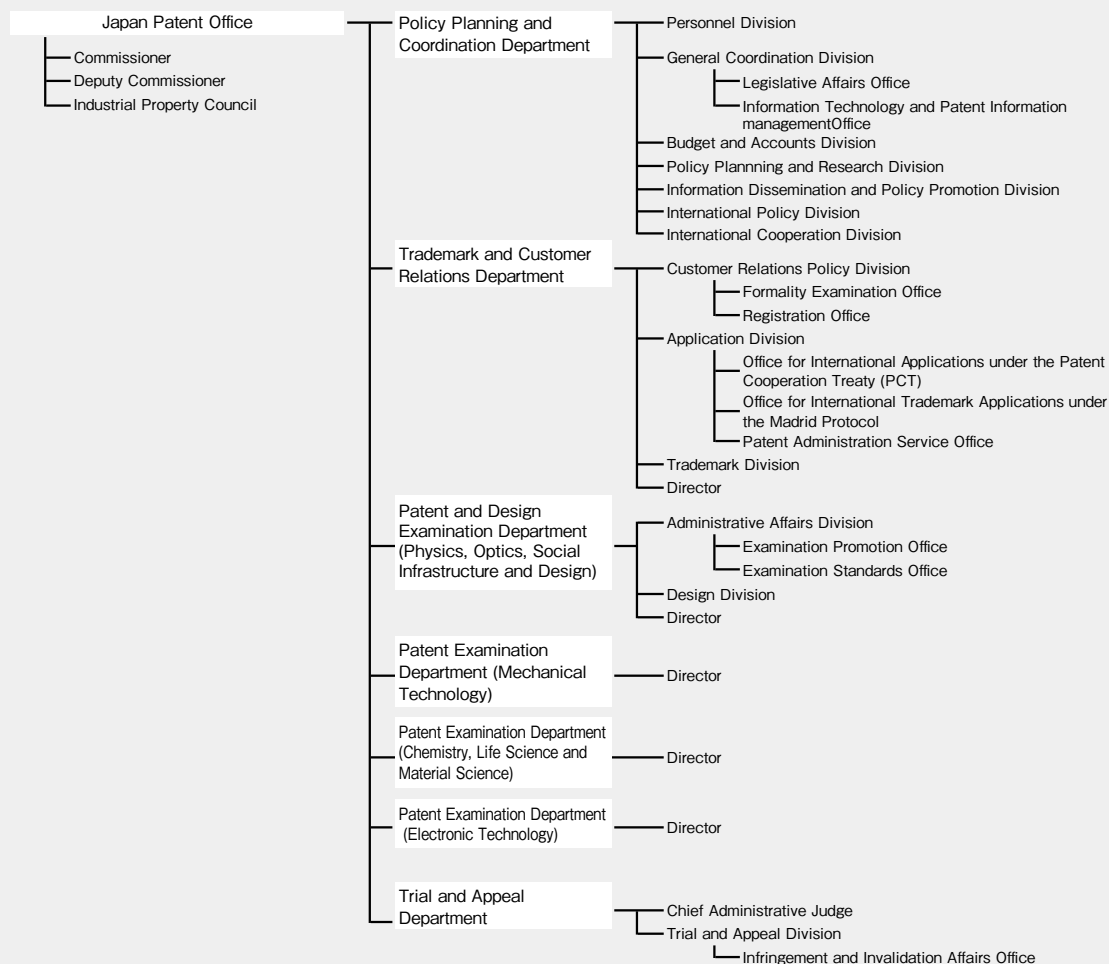 Japan Patent Office
Commissioner
Deputy Commissioner
Industrial Property Council
Policy Planning and
Coordination Department
Personnel Division
General Coordination Division
Legislative Affairs Office
Information Technology and Patent Information
managementOffice
Budget and Accounts Division
Policy Plannning and Research Division
Information Dissemination and Policy Promotion Division
International Policy Division
International Cooperation Division
Trademark and Customer
Relations Department
Customer Relations Policy Division
Formality Examination Office
Registration Office
Application Division
Office for International Applications under the Patent
Cooperation Treaty (PCT)
Office for International Trademark Applications under
the Madrid Protocol
Patent Administration Service Office
Trademark Division
Director
Patent and Design
Examination Department
(Physics, Optics, Social
Infrastructure and Design)
Administrative Affairs Division
Examination Promotion Office
Examination Standards Office
Design Division
Director
Patent Examination
Department (Mechanical
Technology)
Director
Patent Examination Department
(Chemistry, Life Science and
Material Science)
Director
Patent Examination Department
(Electronic Technology)
Director
Trial and Appeal
Department
Chief Administrative Judge
Trial and Appeal Division
Infringement and Invalidation Affairs Office